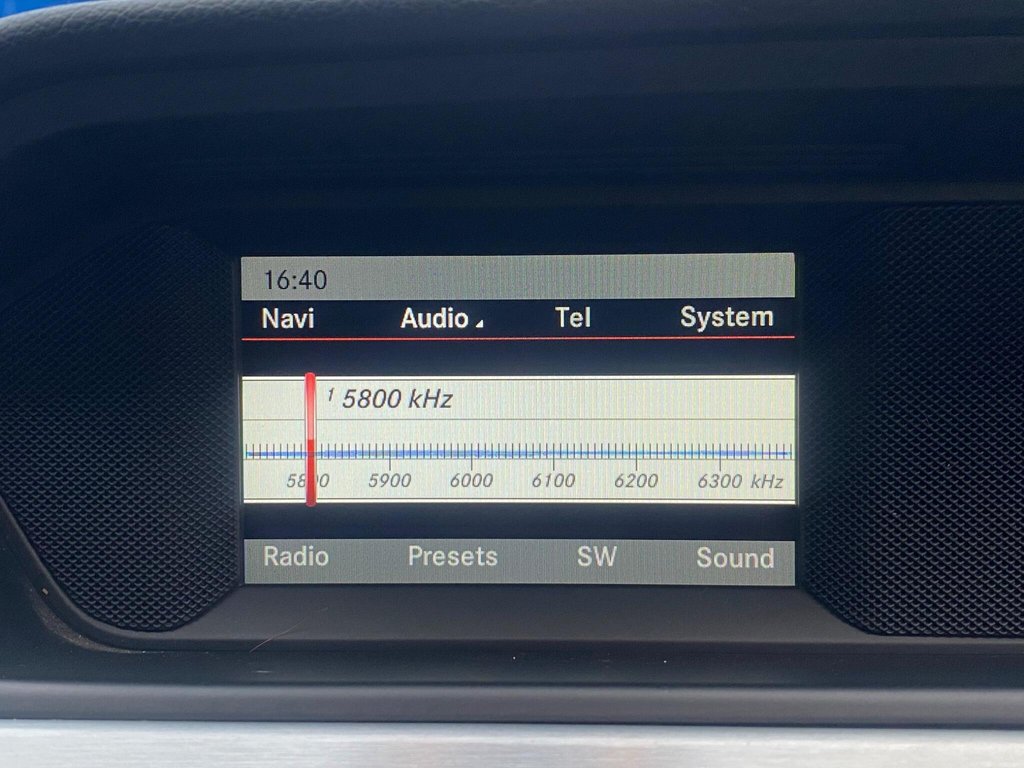 16:40
Navi Audio Tel System
1 5800 kHz
5800 5900 6000 6100 6200 6300 kHz
Radio Presets SW Sound